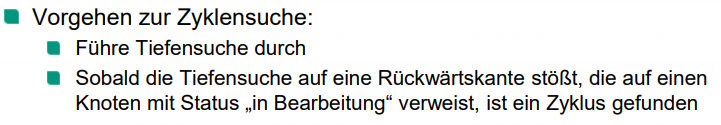 Vorgehen zur Zyklensuche:
Führe Tiefensuche durch
Sobald die Tiefensuche auf eine Rückwärtskante stößt, die auf einen
Knoten mit Status „in Bearbeitung“ verweist, ist ein Zyklus gefunden